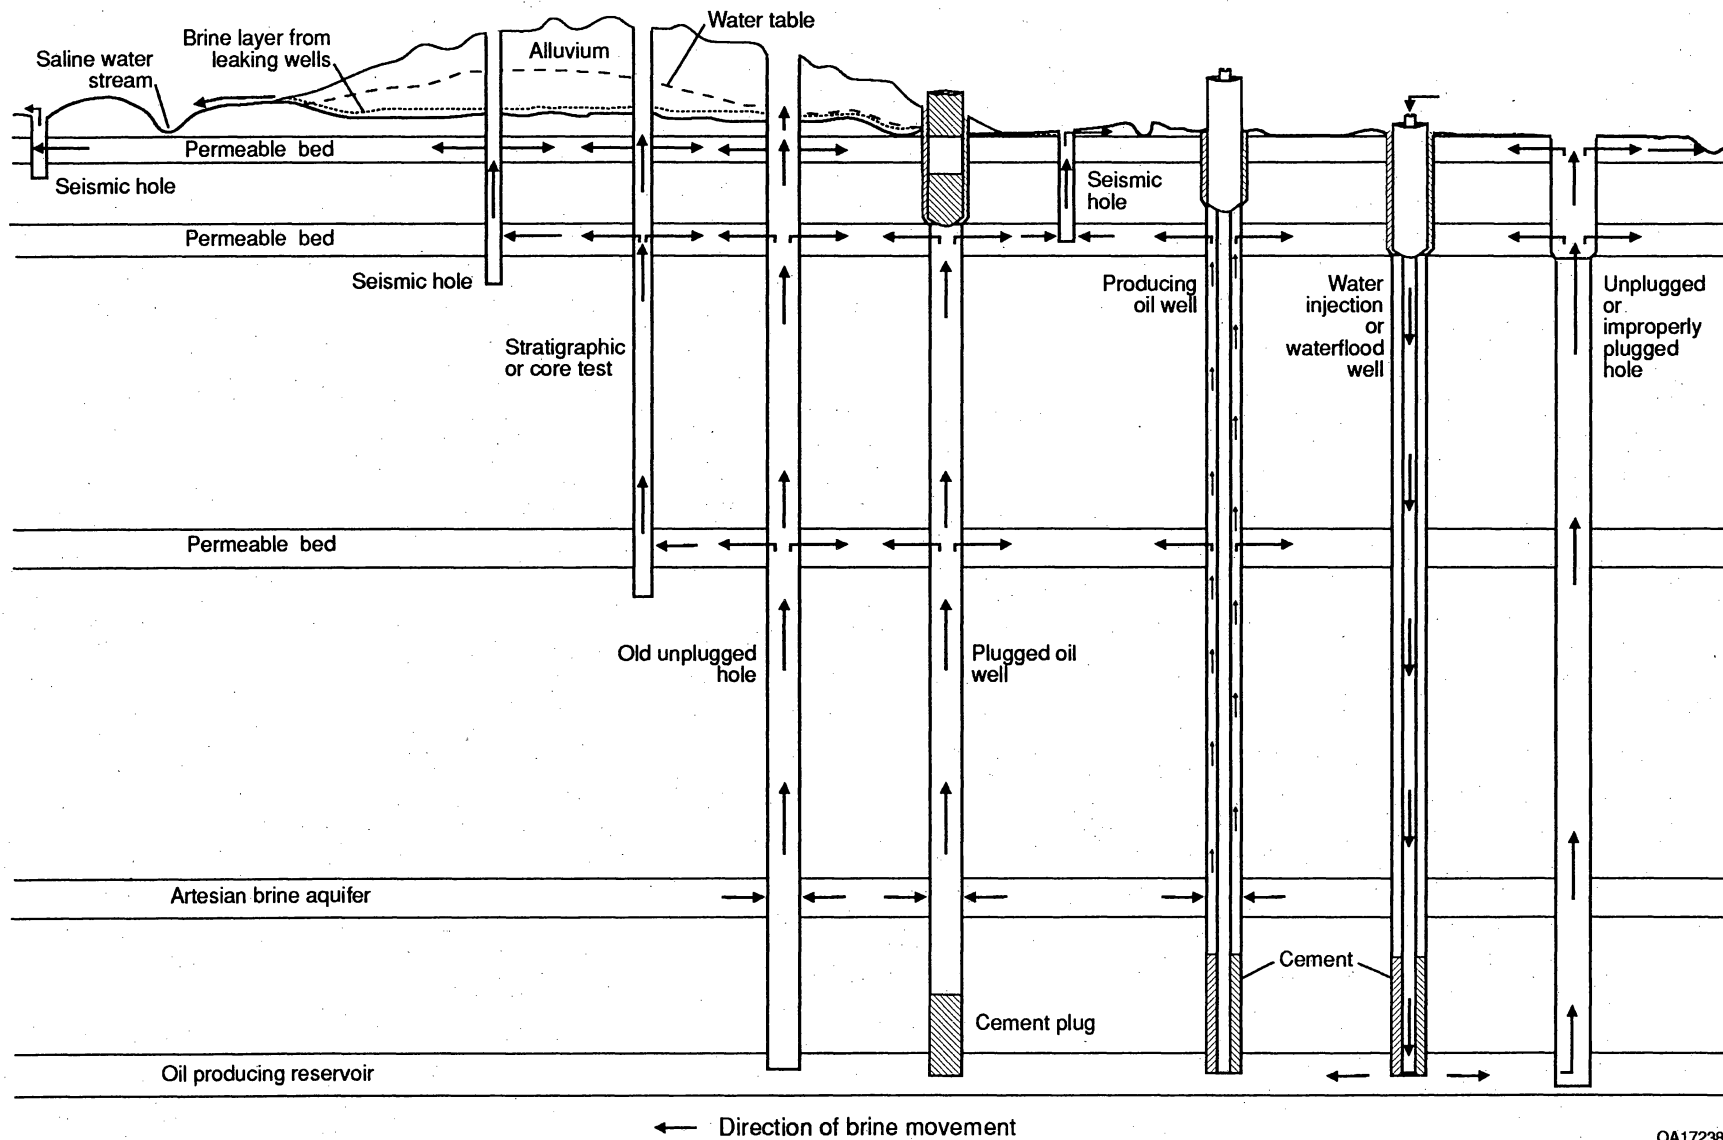 Water table
Brine layer from
leaking wells
Alluvium
Saline water
stream
Permeable bed
Seismic hole
Seismic
hole
Permeable bed
Seismic hole
Producing
oil well
Water
injection
or
waterflood
well
Unplugged
or
improperly
plugged
hole
Stratigraphic
or core test
Permeable bed
Old unplugged
hole
Plugged oil
well
Artesian brine aquifer
Cement
Cement plug
Oil producing reservoir
Direction of brine movement
QA17238